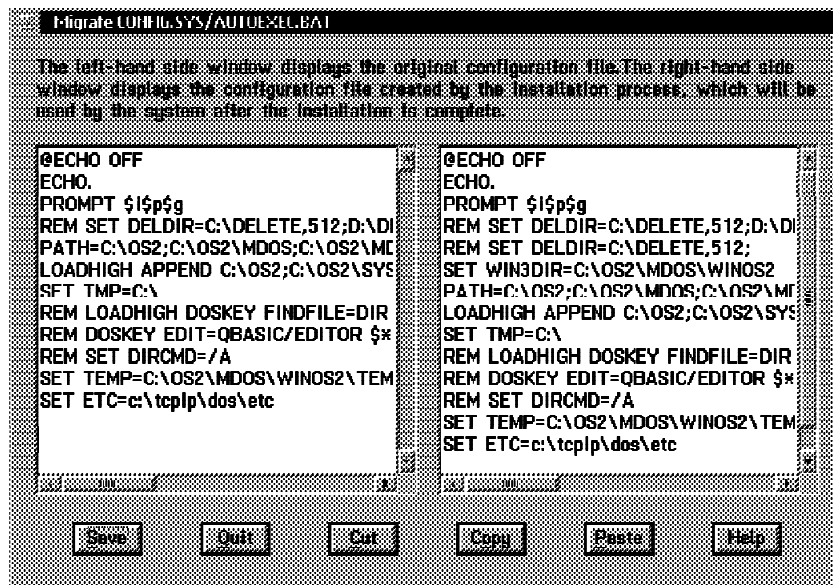 Migrate CONFIG.SYS/AUTOEXEC.BAT
The left-hand side window displays the original configuration file.The right-hand side
window displays the configuration file created by the installation process, which will be
used by the system after the installation is complete.
@ECHO OFF
ECHO.
PROMPT $i$p$g
REM SET DELDIR=C:\DELETE,512;D:\DI
PATH=C:\OS2;C:\OS2\MDOS;C:\OS2\MD
LOADHIGH APPEND C:\OS2;C:\OS2\SYS
SET TMP=C:\
REM LOADHIGH DOSKEY FINDFILE=DIR
REM DOSKEY EDIT=QBASIC/EDITOR $*
REM SET DIRCMD=/A
SET TEMP=C:\OS2\MDOS\WINOS2\TEM
SET ETC=c:\tcpip\dos\etc
@ECHO OFF
ECHO.
PROMPT $i$p$g
REM SET DELDIR=C:\DELETE,512;D:\DI
REM SET DELDIR=C:\DELETE,512;
SET WIN3DIR=C:\OS2\MDOS\WINOS2
PATH=C:\OS2;C:\OS2\MDOS;C:\OS2\MD
LOADHIGH APPEND C:\OS2;C:\OS2\SYS
SET TMP=C:\
REM LOADHIGH DOSKEY FINDFILE=DIR
REM DOSKEY EDIT=QBASIC/EDITOR $*
REM SET DIRCMD=/A
SET TEMP=C:\OS2\MDOS\WINOS2\TEM
SET ETC=c:\tcpip\dos\etc
Save Quit Cut Copy Paste Help